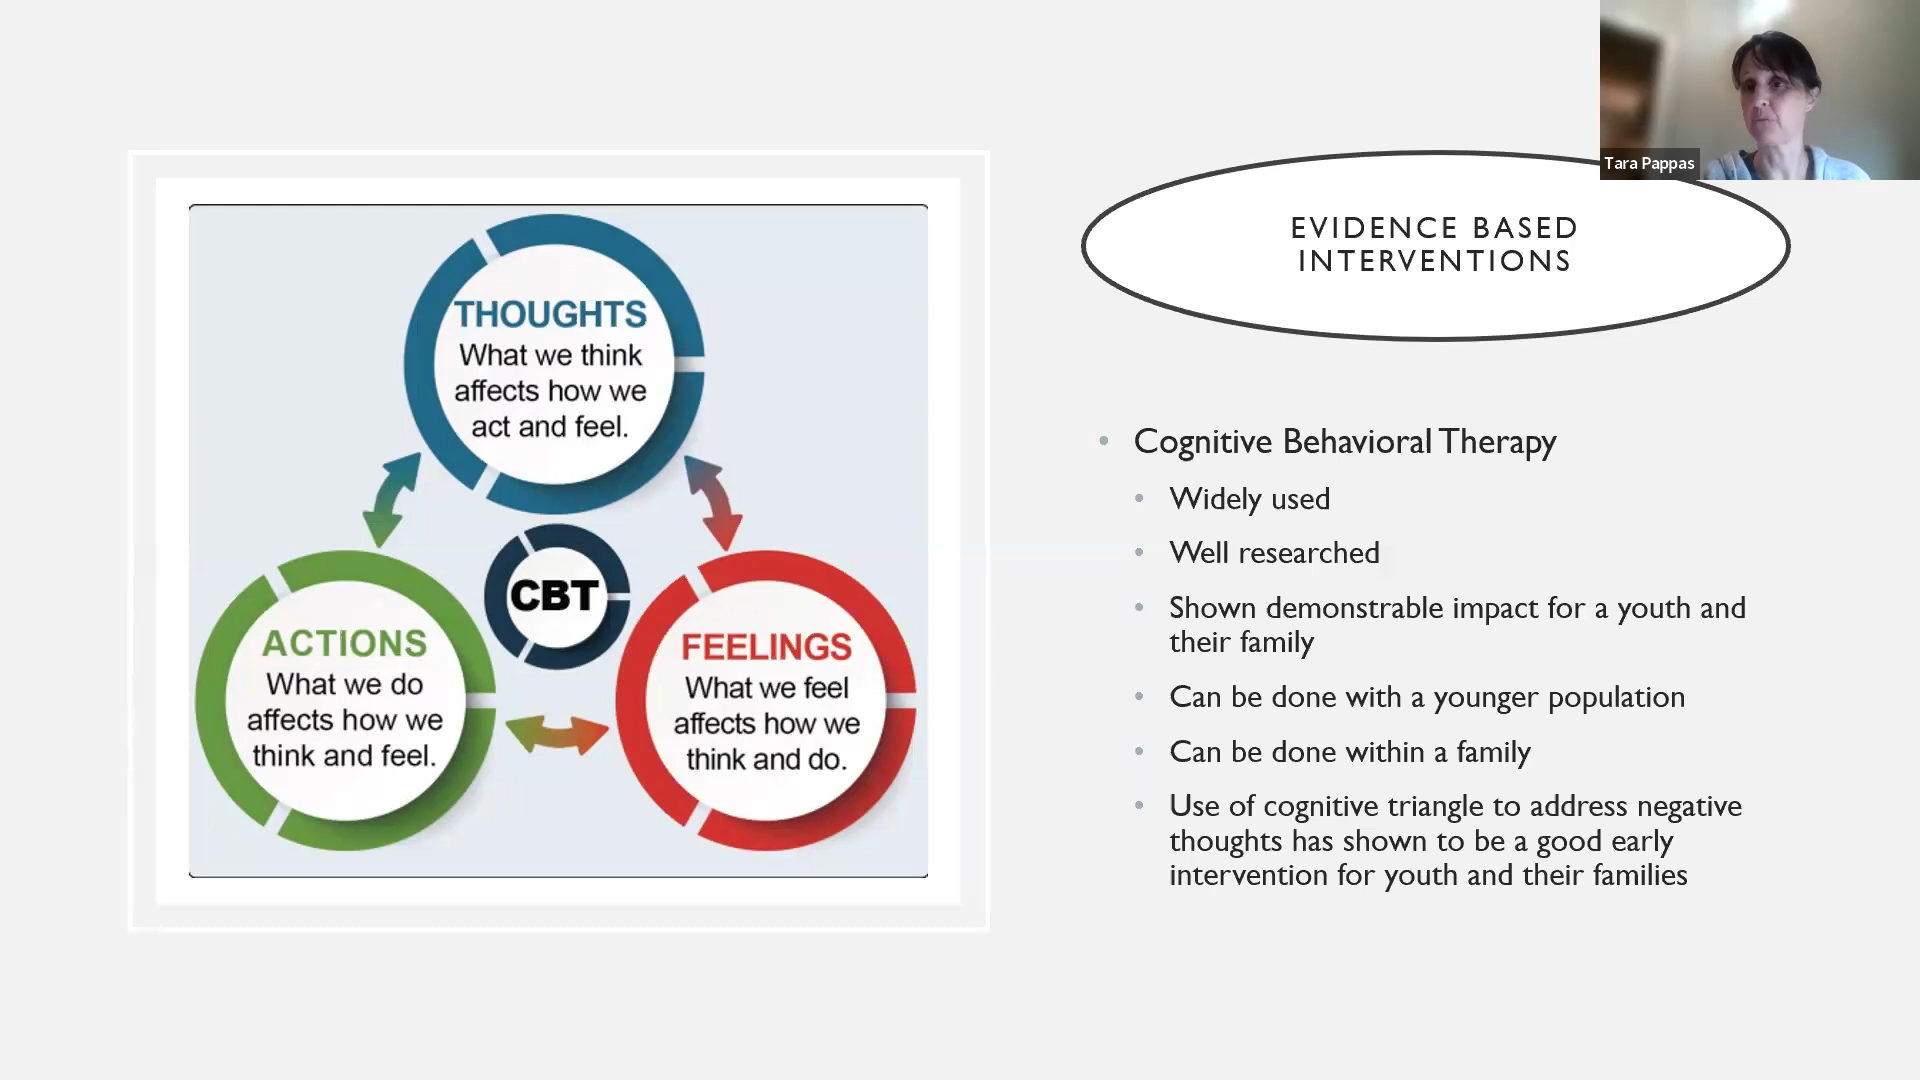 Tara Pappas
EVIDENCE BASED
INTERVENTIONS
THOUGHTS
What we think
affects how we
act and feel.
CBT
ACTIONS
What we do
affects how we
think and feel.
FEELINGS
What we feel
affects how we
think and do.
• Cognitive Behavioral Therapy
• Widely used
• Well researched
• Shown demonstrable impact for a youth and
their family
• Can be done with a younger population
• Can be done within a family
• Use of cognitive triangle to address negative
thoughts has shown to be a good early
intervention for youth and their families